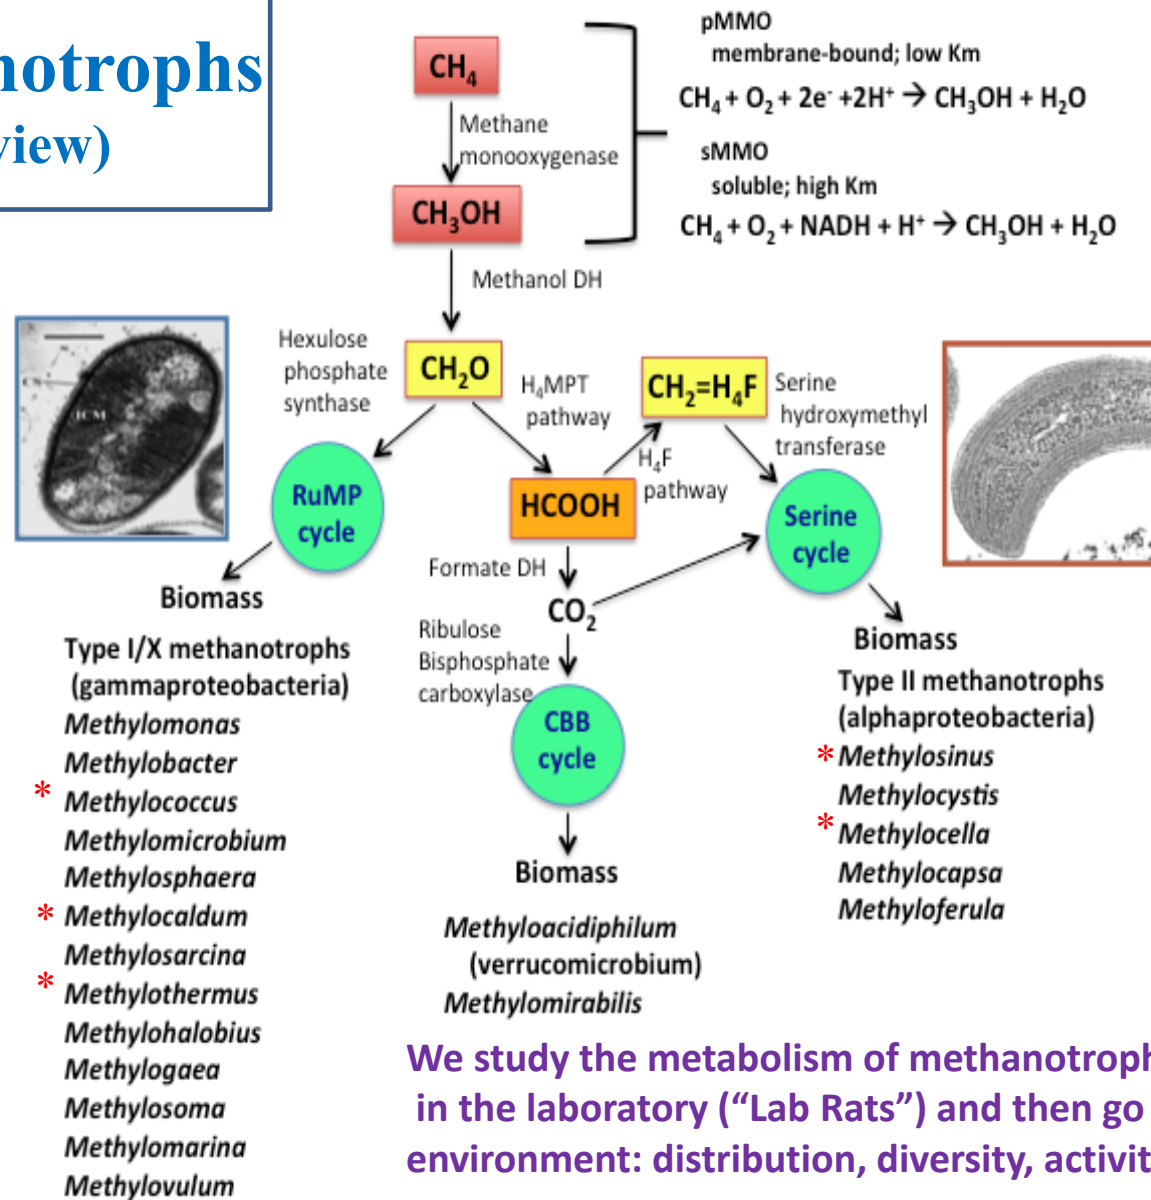 notrophs
view)
CH₄
Methane
monooxygenase
CH₃OH
pMMO
membrane-bound; low Km
CH₄ + O₂ + 2e⁻ +2H⁺ → CH₃OH + H₂O
sMMO
soluble; high Km
CH₄ + O₂ + NADH + H⁺ → CH₃OH + H₂O
Methanol DH
Hexulose
phosphate
synthase
CH₂O
H₄MPT
pathway
CH₂=H₄F
Serine
hydroxymethyl
transferase
ICM
H₄F
pathway
RuMP
cycle
HCOOH
Serine
cycle
Formate DH
CO₂
Ribulose
Bisphosphate
carboxylase
CBB
cycle
Biomass
Type I/X methanotrophs
(gammaproteobacteria)
Methylomonas
Methylobacter
* Methylococcus
Methylomicrobium
Methylosphaera
* Methylocaldum
Methylosarcina
* Methylothermus
Methylohalobius
Methylogaea
Methylosoma
Methylomarina
Methylovulum
Biomass
Methyloacidiphilum
(verrucomicrobium)
Methylomirabilis
Biomass
Type II methanotrophs
(alphaproteobacteria)
* Methylosinus
Methylocystis
* Methylocella
Methylocapsa
Methyloferula
We study the metabolism of methanotroph
in the laboratory (“Lab Rats”) and then go
environment: distribution, diversity, activit